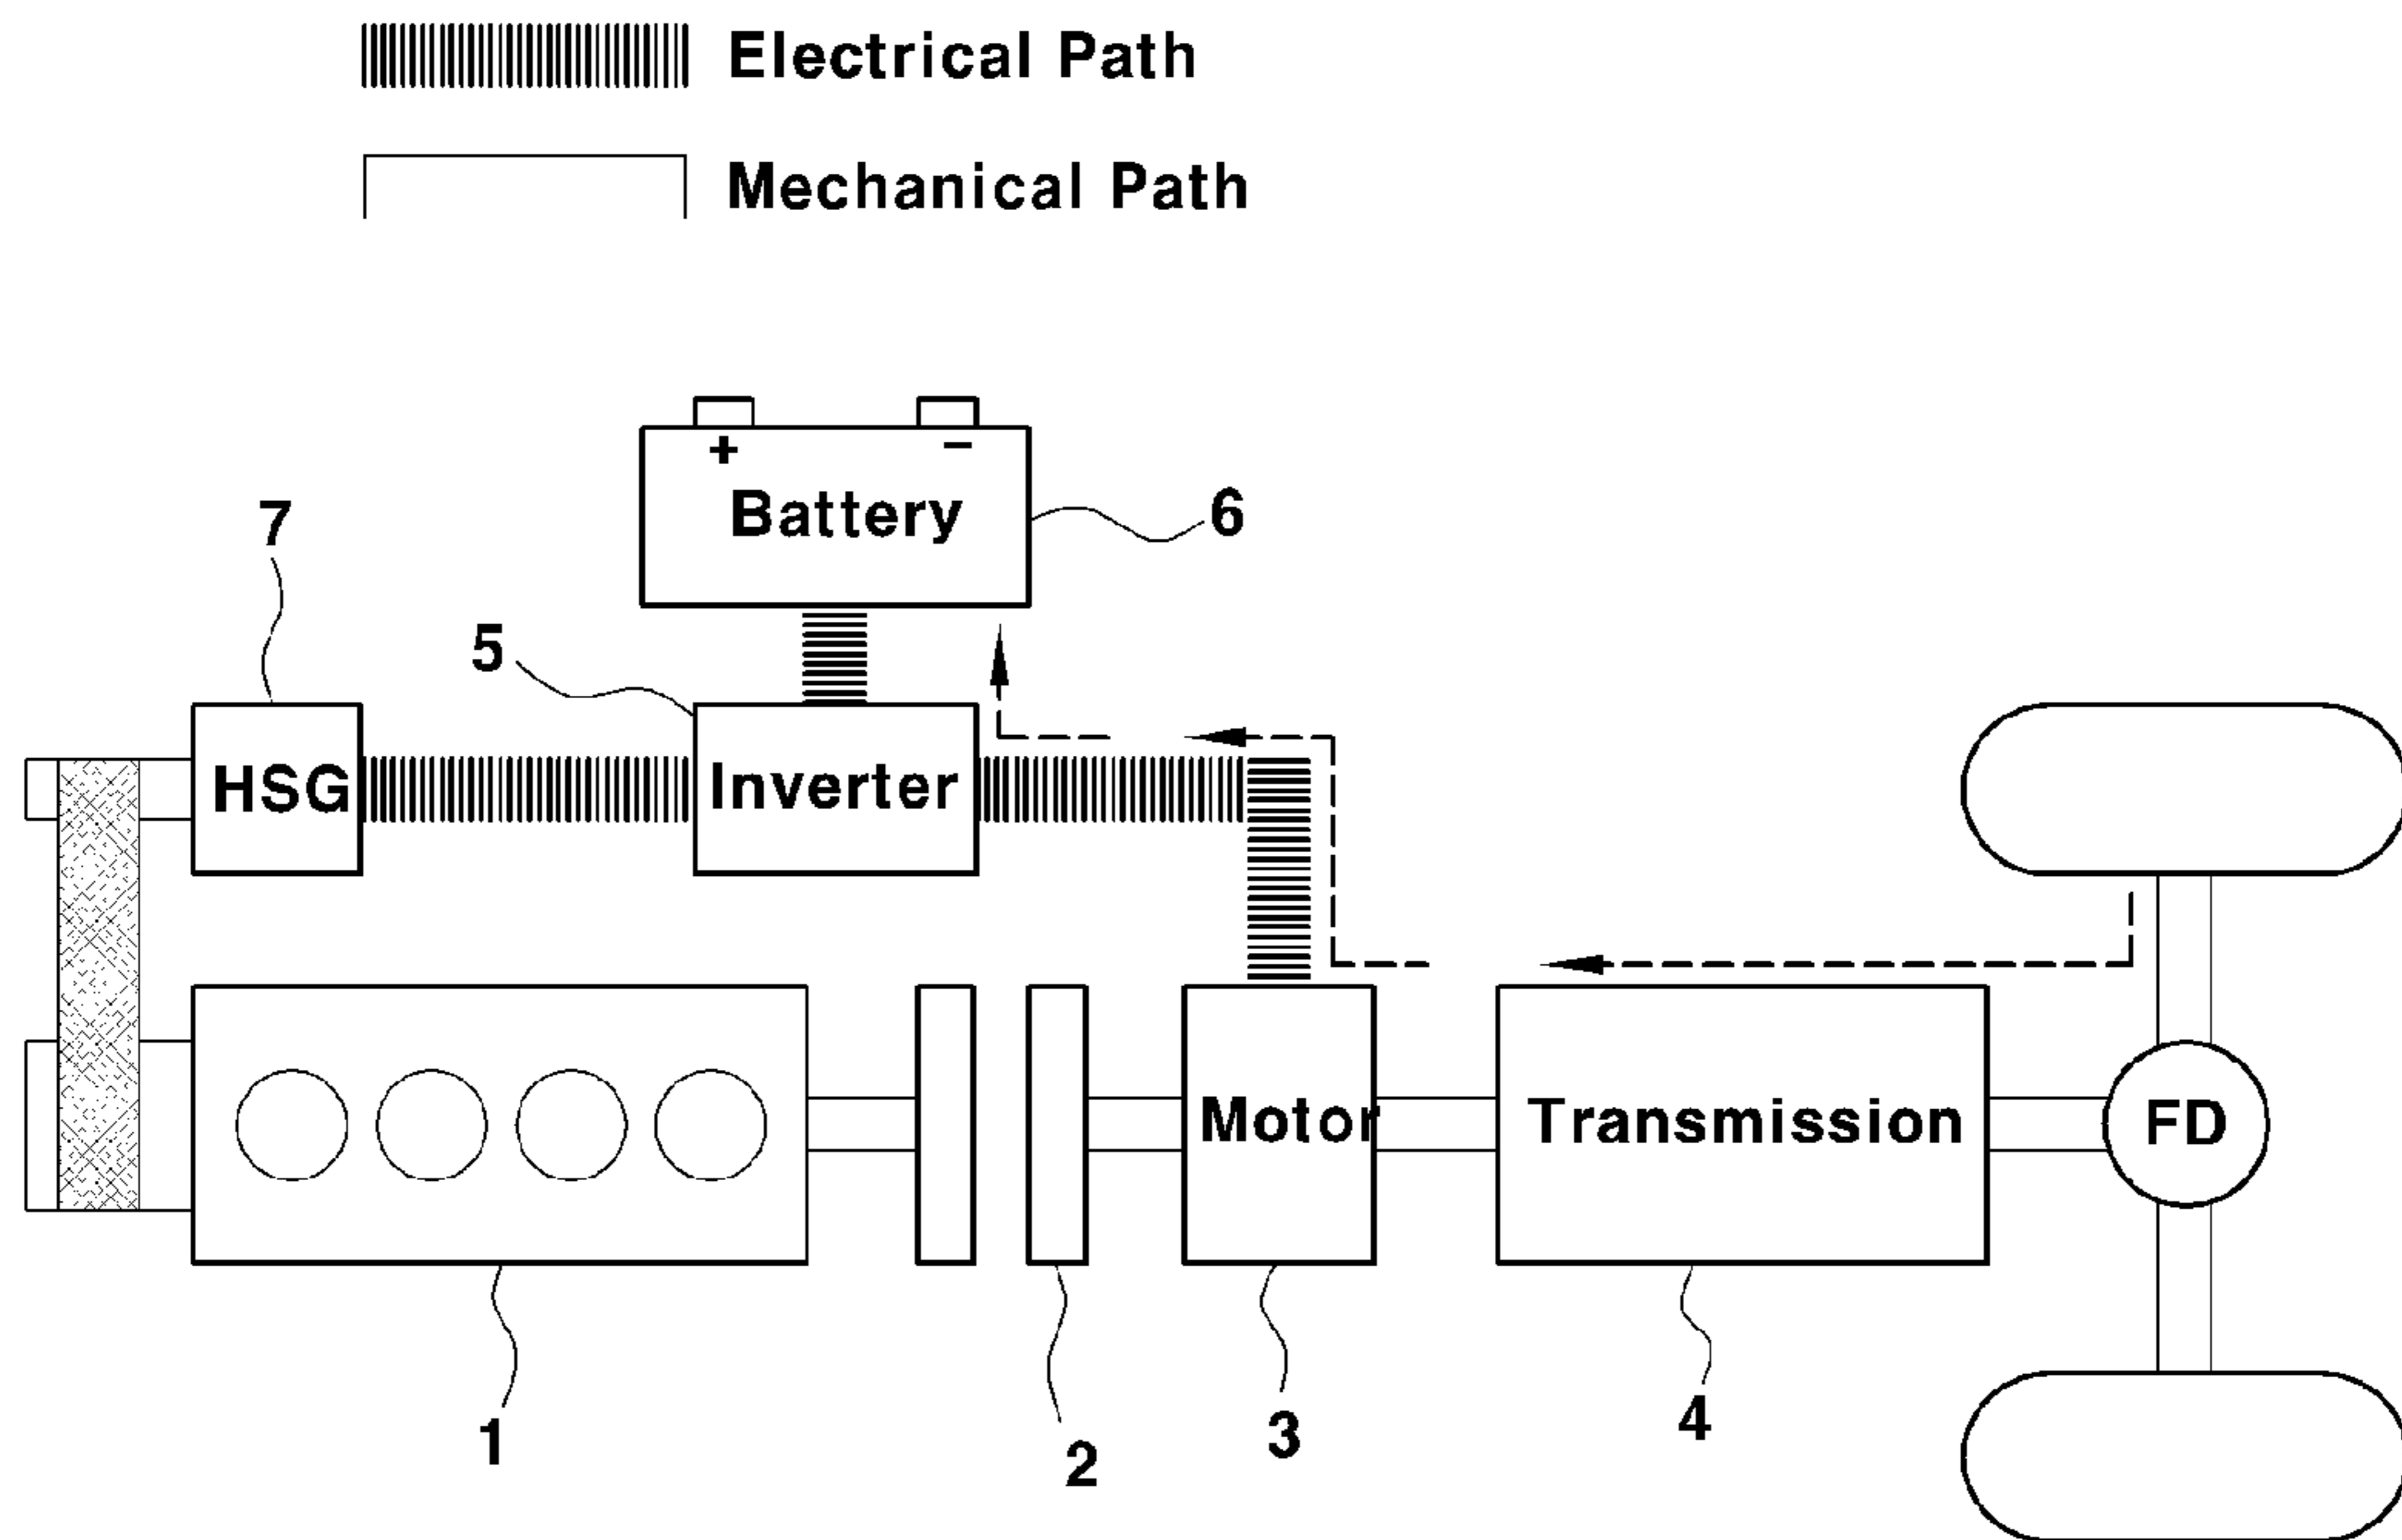 Electrical Path
Mechanical Path
+ −
Battery
6
7
5
HSG
Inverter
Motor
Transmission
FD
1
2
3
4